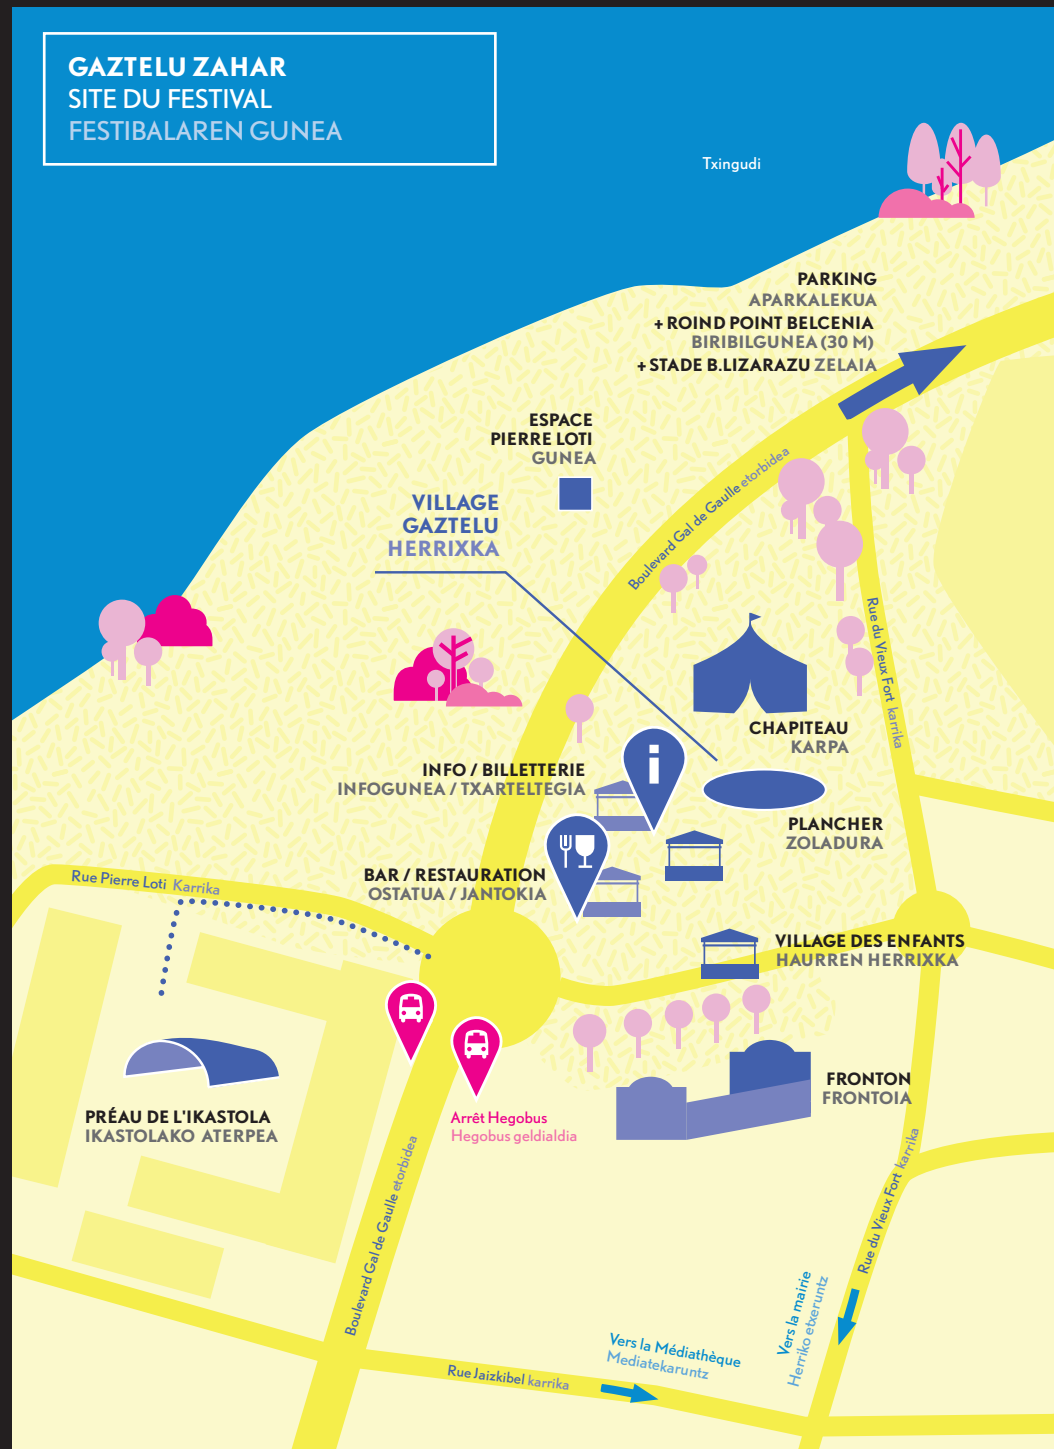 GAZTELU ZAHAR
SITE DU FESTIVAL
FESTIBALAREN GUNEA
Txingudi
PARKING
APARKALEKUA
+ ROIND POINT BELCENIA
BIRIBILGUNEA (30 M)
+ STADE B.LIZARAZU ZELAIA
ESPACE
PIERRE LOTI
GUNEA
VILLAGE
GAZTELU
HERRIXKA
Boulevard Gal de Gaulle etorbidea
Rue du Vieux Fort karrika
CHAPITEAU
KARPA
INFO / BILLETTERIE
INFOGUNEA / TXARTELTEGIA
i
PLANCHER
ZOLADURA
BAR / RESTAURATION
OSTATUA / JANTOKIA
Rue Pierre Loti Karrika
VILLAGE DES ENFANTS
HAURREN HERRIXKA
FRONTON
FRONTOIA
PRÉAU DE L'IKASTOLA
IKASTOLAKO ATERPEA
Arrêt Hegobus
Hegobus geldialdia
Boulevard Gal de Gaulle etorbidea
Rue du Vieux Fort karrika
Vers la mairie
Herriko etxeruntz
Vers la Médiathèque
Mediatekaruntz
Rue Jaizkibel karrika